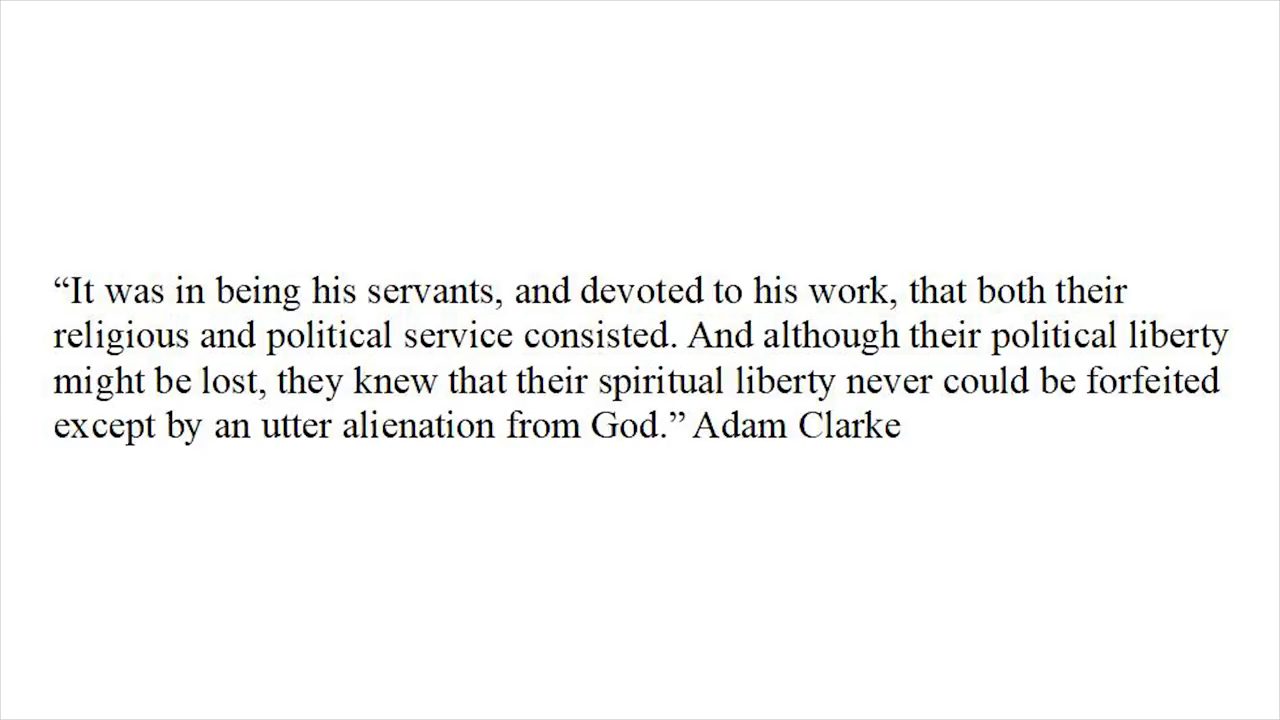 “It was in being his servants, and devoted to his work, that both their
religious and political service consisted. And although their political liberty
might be lost, they knew that their spiritual liberty never could be forfeited
except by an utter alienation from God.” Adam Clarke